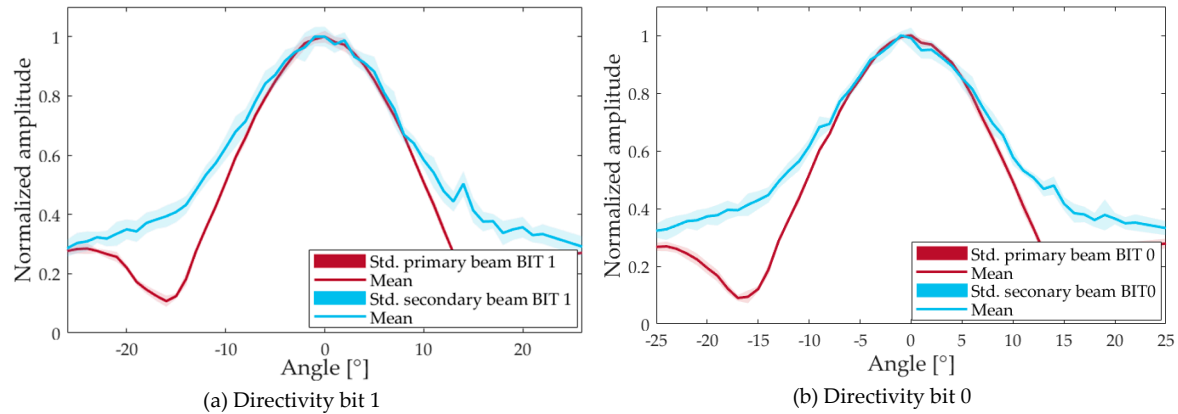 Normalized amplitude
1
0.8
0.6
0.4
0.2
0
-20
-10
0
10
20
Angle [°]
Std. primary beam BIT 1
Mean
Std. secondary beam BIT 1
Mean
(a) Directivity bit 1
Normalized amplitude
1
0.8
0.6
0.4
0.2
0
-25
-20
-15
-10
-5
0
5
10
15
20
25
Angle [°]
Std. primary beam BIT 0
Mean
Std. seconary beam BIT0
Mean
(b) Directivity bit 0